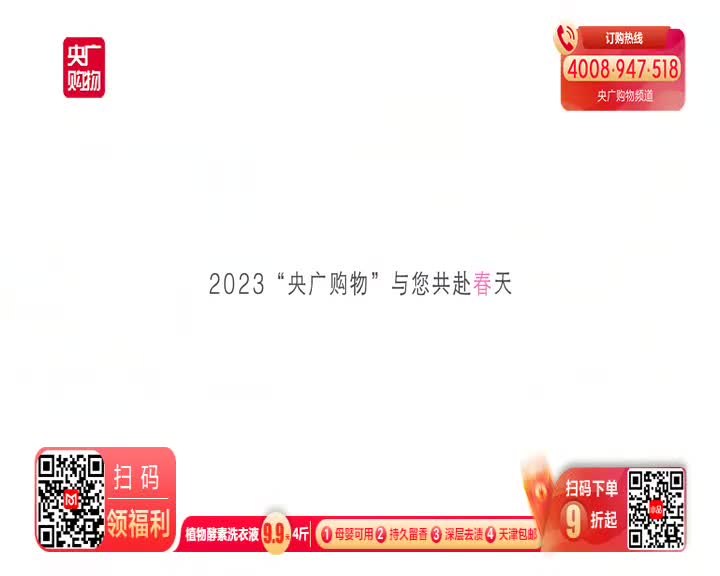 央广
购物
订购热线
4008·947·518
央广购物频道
2023“央广购物”与您共赴春天
扫码
领福利
植物酵素洗衣液 9.9元 4斤 ①母婴可用②持久留香③深层去渍④天津包邮
扫码下单
9折起